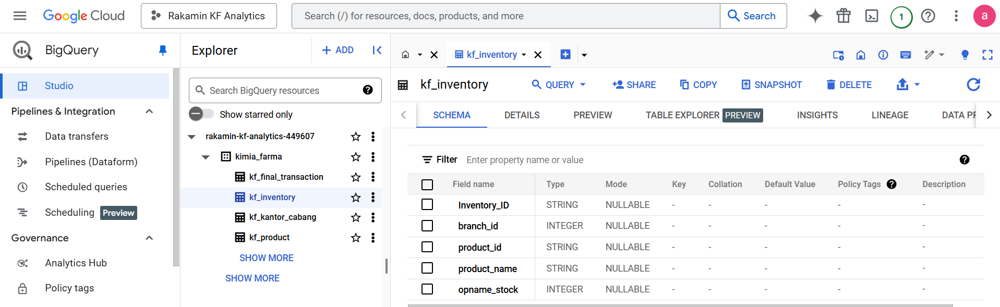 Google Cloud
Rakamin KF Analytics
Search (/) for resources, docs, products, and more
Search
1
a
BigQuery
Studio
Pipelines & Integration
Data transfers
Pipelines (Dataform)
Scheduled queries
Scheduling Preview
Governance
Analytics Hub
Policy tags
Explorer
+ ADD
Search BigQuery resources
Show starred only
rakamin-kf-analytics-449607
kimia_farma
kf_final_transaction
kf_inventory
kf_kantor_cabang
kf_product
SHOW MORE
SHOW MORE
kf_inventory
kf_inventory QUERY SHARE COPY SNAPSHOT DELETE
SCHEMA DETAILS PREVIEW TABLE EXPLORER PREVIEW INSIGHTS LINEAGE DATA PR
Filter Enter property name or value
Field name Type Mode Key Collation Default Value Policy Tags Description
Inventory_ID STRING NULLABLE - - - - -
branch_id INTEGER NULLABLE - - - - -
product_id STRING NULLABLE - - - - -
product_name STRING NULLABLE - - - - -
opname_stock INTEGER NULLABLE - - - - -